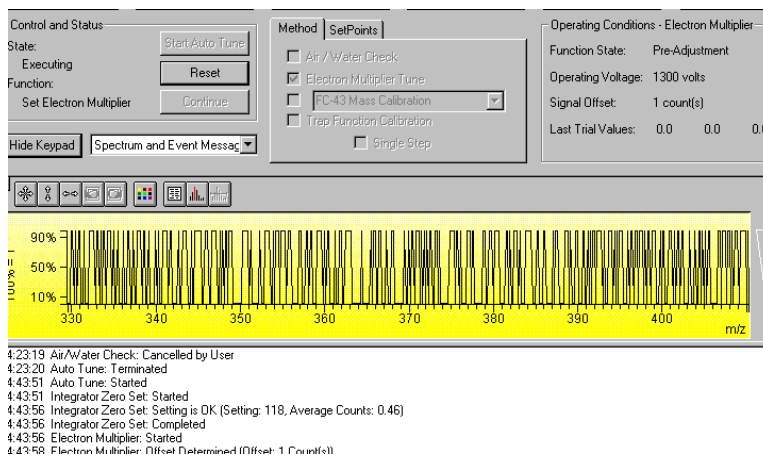 Control and Status
State:
Executing
Function:
Set Electron Multiplier
Start Auto Tune
Reset
Continue
Hide Keypad
Spectrum and Event Messag
Method
SetPoints
Air / Water Check
Electron Multiplier Tune
FC-43 Mass Calibration
Trap Function Calibration
Single Step
Operating Conditions - Electron Multiplier
Function State: Pre-Adjustment
Operating Voltage: 1300 volts
Signal Offset: 1 count(s)
Last Trial Values: 0.0 0.0 0.
100% = 1
90%
50%
10%
330 340 350 360 370 380 390 400
m/z
4:23:19 Air/Water Check: Cancelled by User
4:23:20 Auto Tune: Terminated
4:43:51 Auto Tune: Started
4:43:51 Integrator Zero Set: Started
4:43:56 Integrator Zero Set: Setting is OK (Setting: 118, Average Counts: 0.46)
4:43:56 Integrator Zero Set: Completed
4:43:56 Electron Multiplier: Started
4:43:58 Electron Multiplier: Offset Determined (Offset: 1 Count(s))